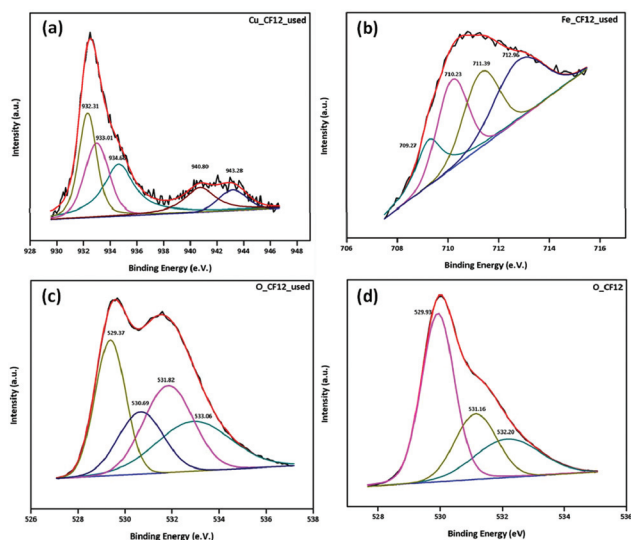 (a)
Cu_CF12_used
932.31
933.01
940.80
943.28
Intensity (a.u.)
928 930 932 934 936 938 940 942 944 946 948
Binding Energy (e.V.)
(b)
Fe_CF12_used
712.96
711.39
710.23
709.27
Intensity (a.u.)
706 708 710 712 714 716
Binding Energy (e.V.)
(c)
O_CF12_used
529.37
531.82
530.69
533.06
Intensity (a.u.)
526 528 530 532 534 536 538
Binding Energy (e.V.)
(d)
O_CF12
529.93
531.16
532.20
Intensity (a.u.)
528 530 532 534 536
Binding Energy (eV)